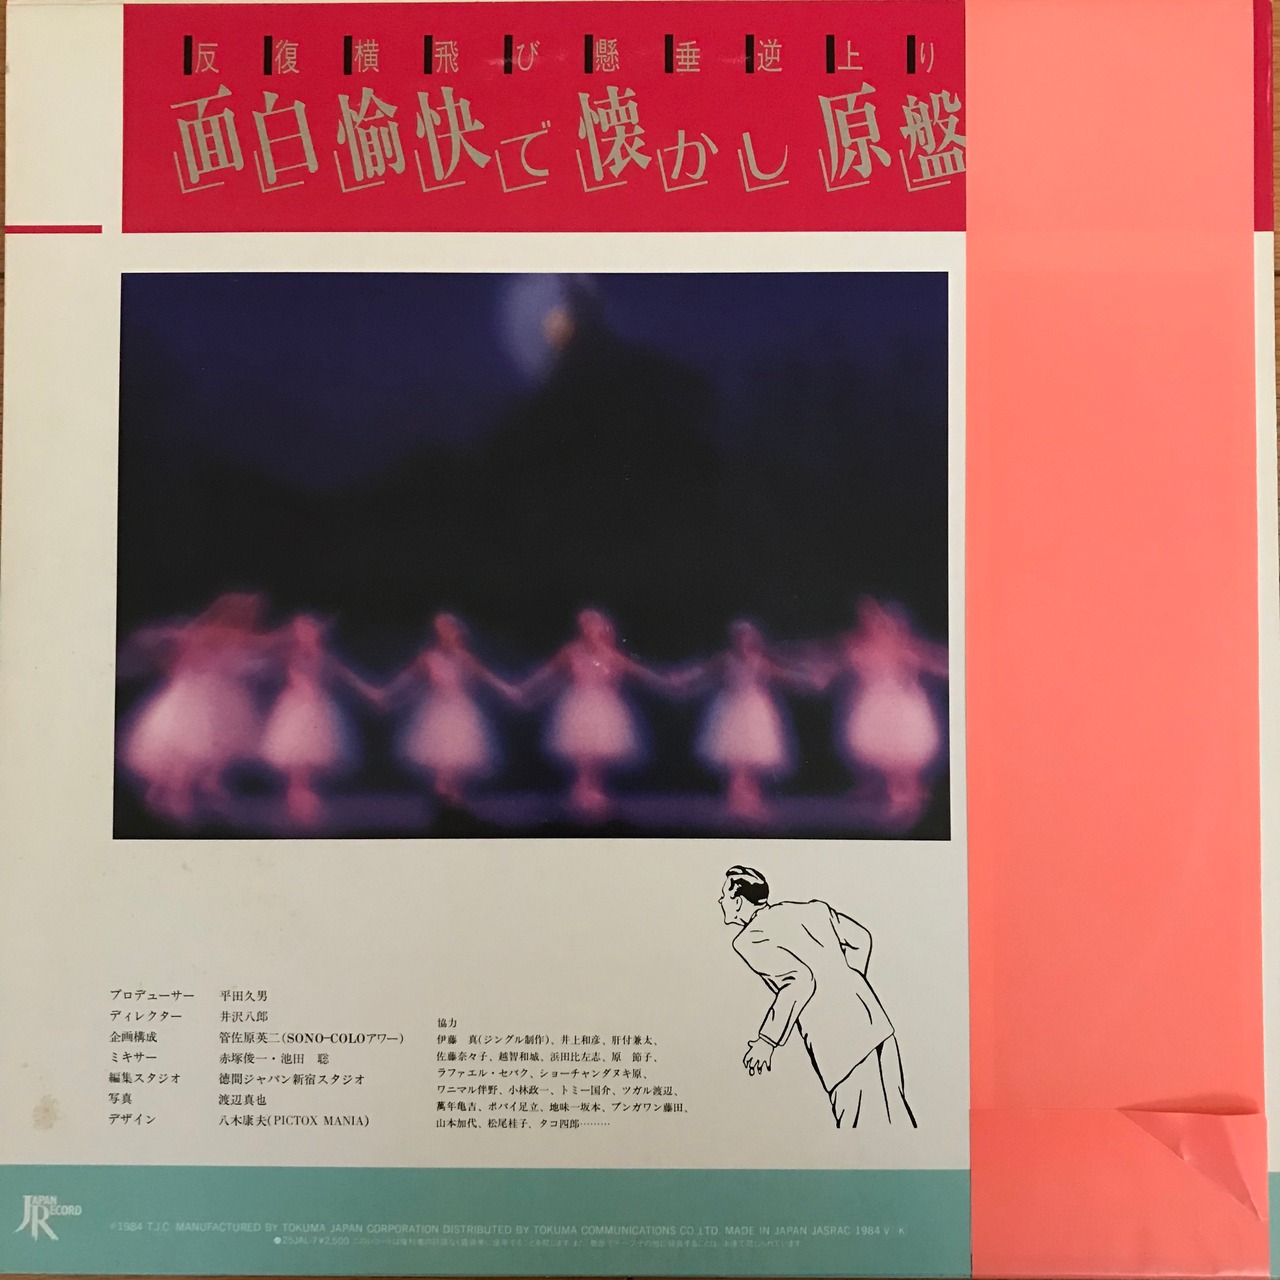 反復横飛び懸垂逆上り
面白愉快で懐かし原盤
プロデューサー 平田久男
ディレクター 井沢八郎
企画構成 管佐原英二(SONO-COLOアワー)
ミキサー 赤塚俊一・池田 聡
編集スタジオ 徳間ジャパン新宿スタジオ
写真 渡辺真也
デザイン 八木康夫(PICTOX MANIA)
協力
伊藤 真(ジングル制作)、井上和彦、肝付兼太、
佐藤奈々子、越智和城、浜田比左志、原 節子、
ラファエル・セバク、ショーチャンダヌキ原、
ワニマル伴野、小林政一、トミー国介、ツガル渡辺、
萬年亀吉、ポパイ足立、地味一坂本、ブンガワン藤田、
山本加代、松尾桂子、タコ四郎………
JAPAN RECORD
℗1984 T.J.C. MANUFACTURED BY TOKUMA JAPAN CORPORATION DISTRIBUTED BY TOKUMA COMMUNICATIONS CO.,LTD. MADE IN JAPAN JASRAC 1984 V K
●25JAL-7 ¥2,500